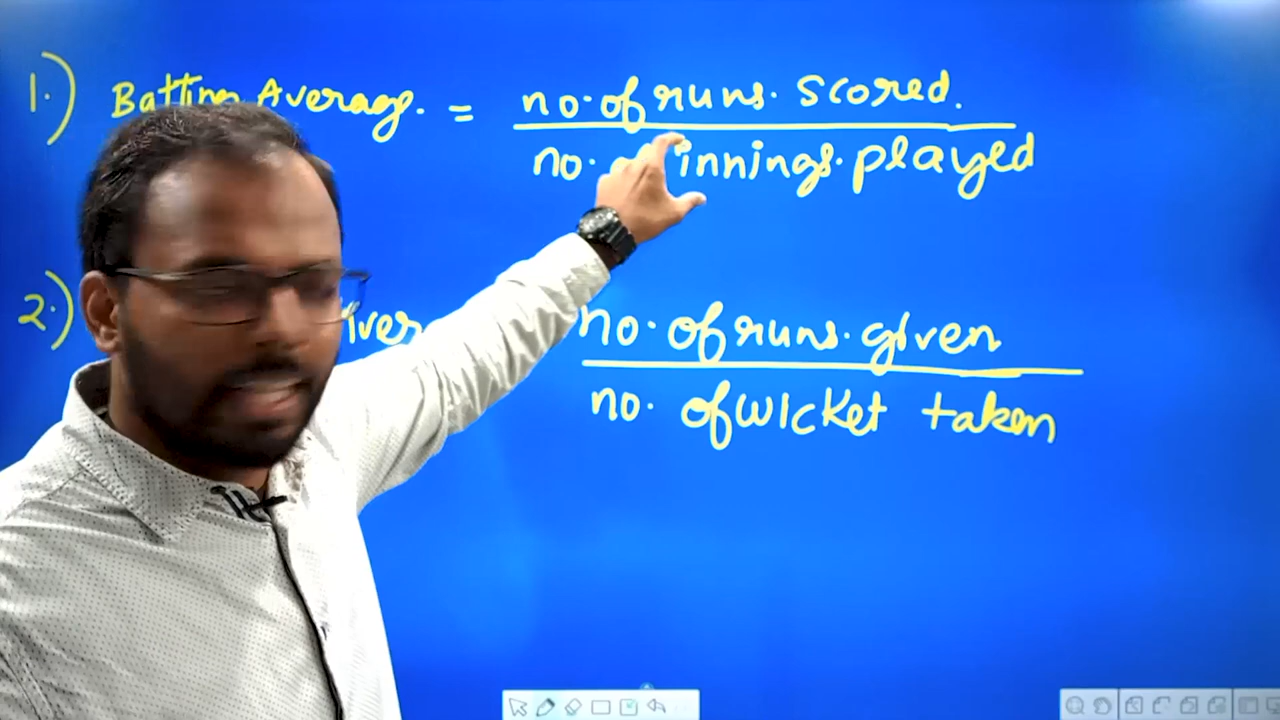 1.) Batting Average. = no. of runs. scored.
no. innings. played
2.) no. of runs. given
no. of wicket taken